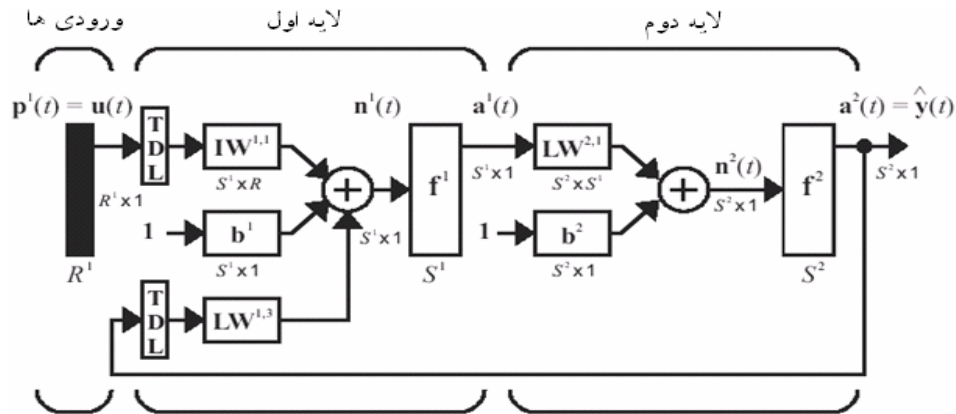 ورودی ها
لایه اول
لایه دوم
p¹(t) = u(t)
n¹(t)
a¹(t)
a²(t) = ŷ(t)
TDL
IW¹,¹
f¹
LW²,¹
n²(t)
f²
R¹×1
S¹×R
S¹×1
S²×S¹
S²×1
S²×1
1
b¹
S¹×1
1
b²
R¹
S¹×1
S¹
S²×1
S²
TDL
LW¹,³